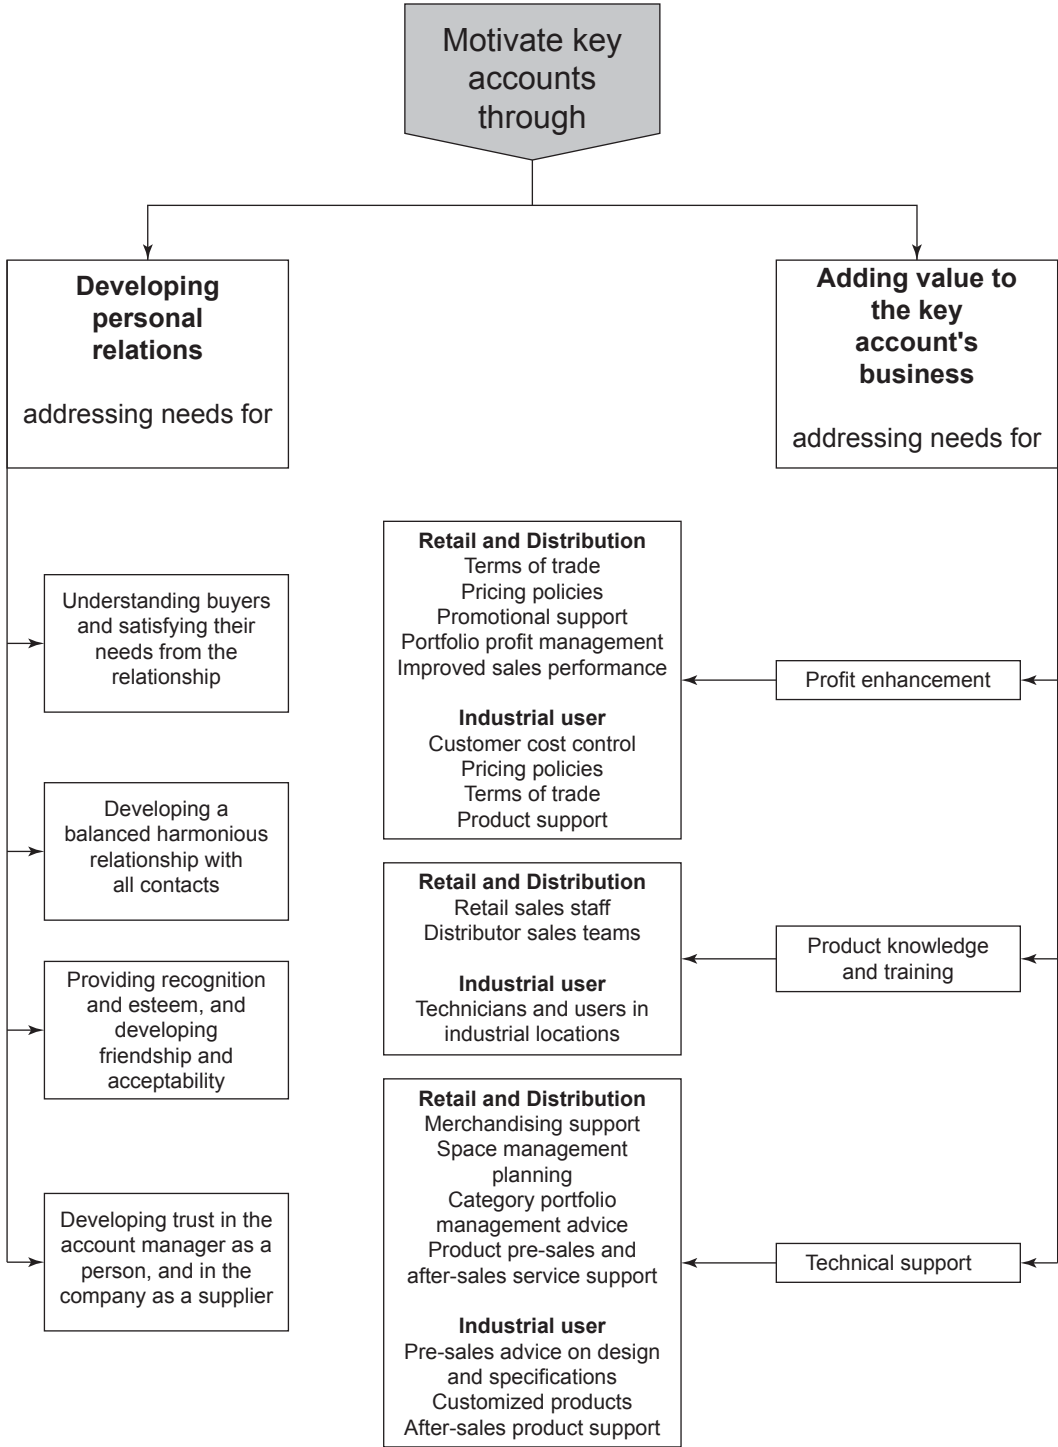 Motivate key
accounts
through
Developing
personal
relations
addressing needs for
Adding value to
the key
account's
business
addressing needs for
Understanding buyers
and satisfying their
needs from the
relationship
Developing a
balanced harmonious
relationship with
all contacts
Providing recognition
and esteem, and
developing
friendship and
acceptability
Developing trust in the
account manager as a
person, and in the
company as a supplier
Retail and Distribution
Terms of trade
Pricing policies
Promotional support
Portfolio profit management
Improved sales performance
Industrial user
Customer cost control
Pricing policies
Terms of trade
Product support
Profit enhancement
Retail and Distribution
Retail sales staff
Distributor sales teams
Industrial user
Technicians and users in
industrial locations
Product knowledge
and training
Retail and Distribution
Merchandising support
Space management
planning
Category portfolio
management advice
Product pre-sales and
after-sales service support
Industrial user
Pre-sales advice on design
and specifications
Customized products
After-sales product support
Technical support